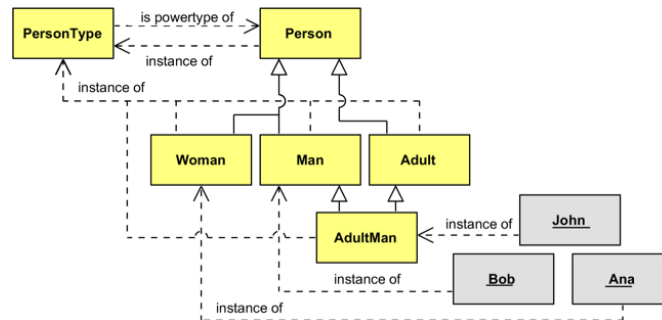 is powertype of
PersonType
Person
instance of
instance of
Woman
Man
Adult
AdultMan
instance of
John
instance of
Bob
Ana
instance of